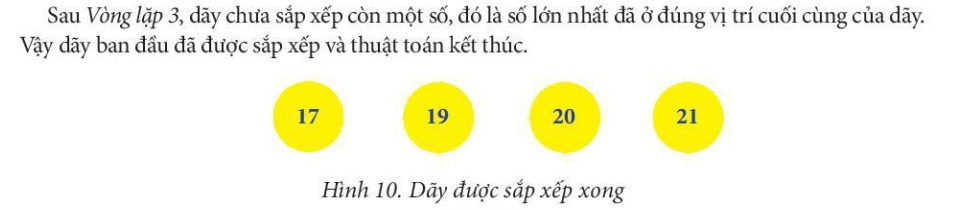 Sau Vòng lặp 3, dãy chưa sắp xếp còn một số, đó là số lớn nhất đã ở đúng vị trí cuối cùng của dãy.
Vậy dãy ban đầu đã được sắp xếp và thuật toán kết thúc.
17 19 20 21
Hình 10. Dãy được sắp xếp xong